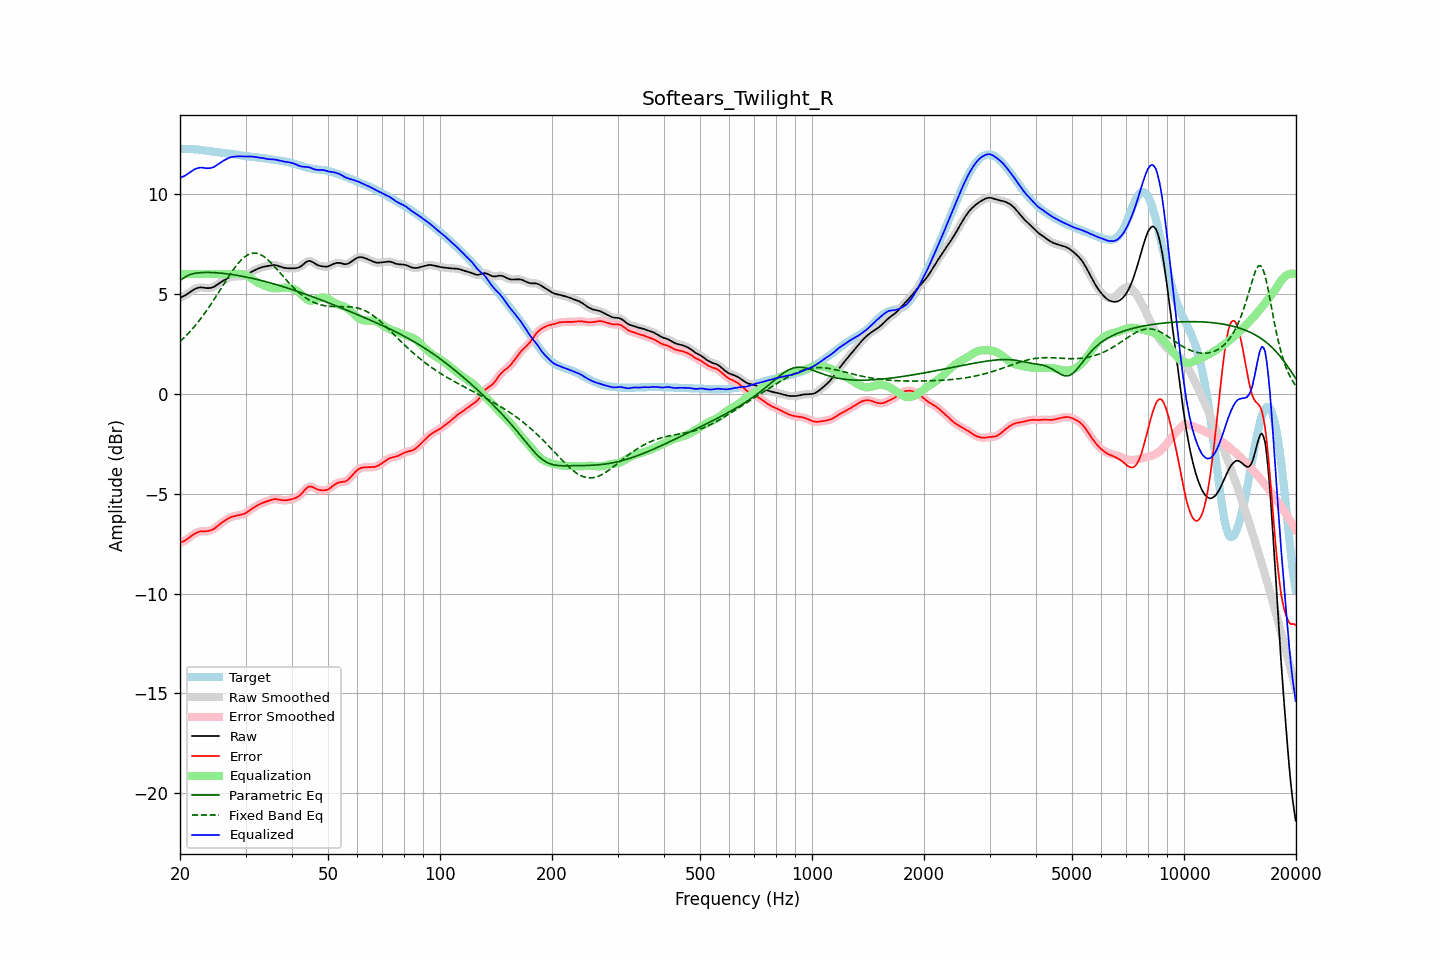 Softears_Twilight_R
Amplitude (dBr)
10
5
0
−5
−10
−15
−20
Target
Raw Smoothed
Error Smoothed
Raw
Error
Equalization
Parametric Eq
Fixed Band Eq
Equalized
20 50 100 200 500 1000 2000 5000 10000 20000
Frequency (Hz)